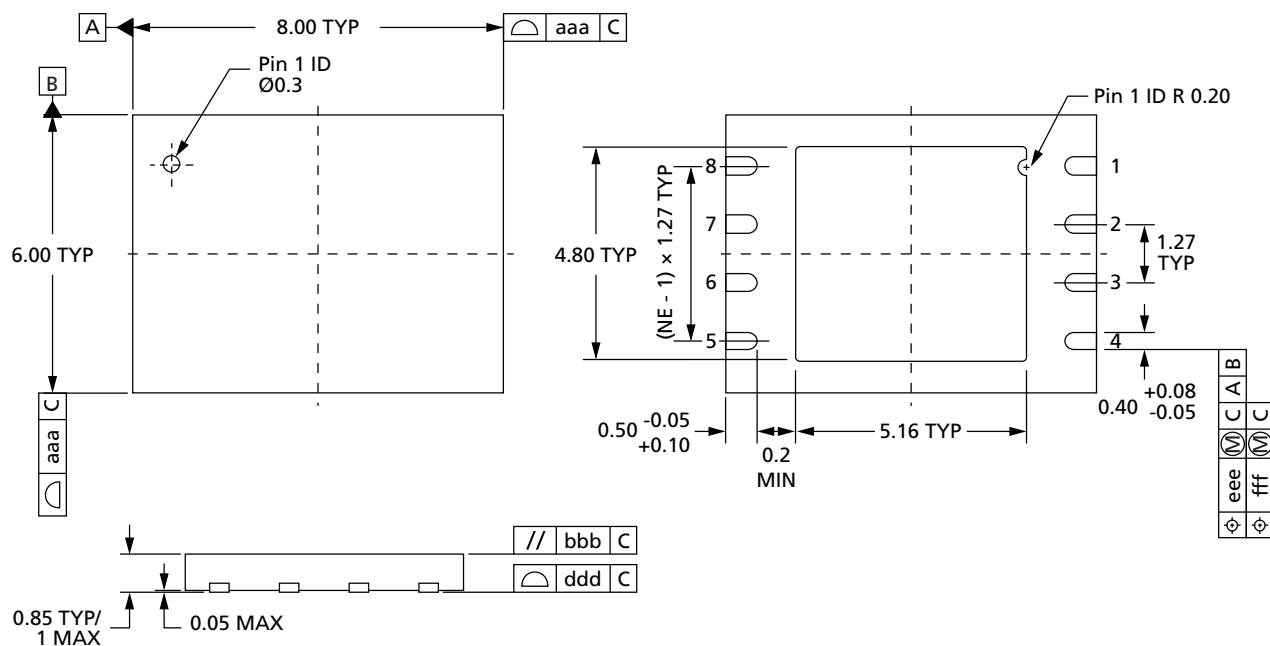 A
8.00 TYP
aaa C
Pin 1 ID
Ø0.3
B
6.00 TYP
aaa C
Pin 1 ID R 0.20
8
7
6
5
1
2
3
4
4.80 TYP
(NE - 1) × 1.27 TYP
1.27
TYP
0.50 -0.05
+0.10
0.2
MIN
5.16 TYP
0.40 +0.08
-0.05
eee Ⓜ C A B
fff Ⓜ C
// bbb C
ddd C
0.85 TYP/
1 MAX
0.05 MAX